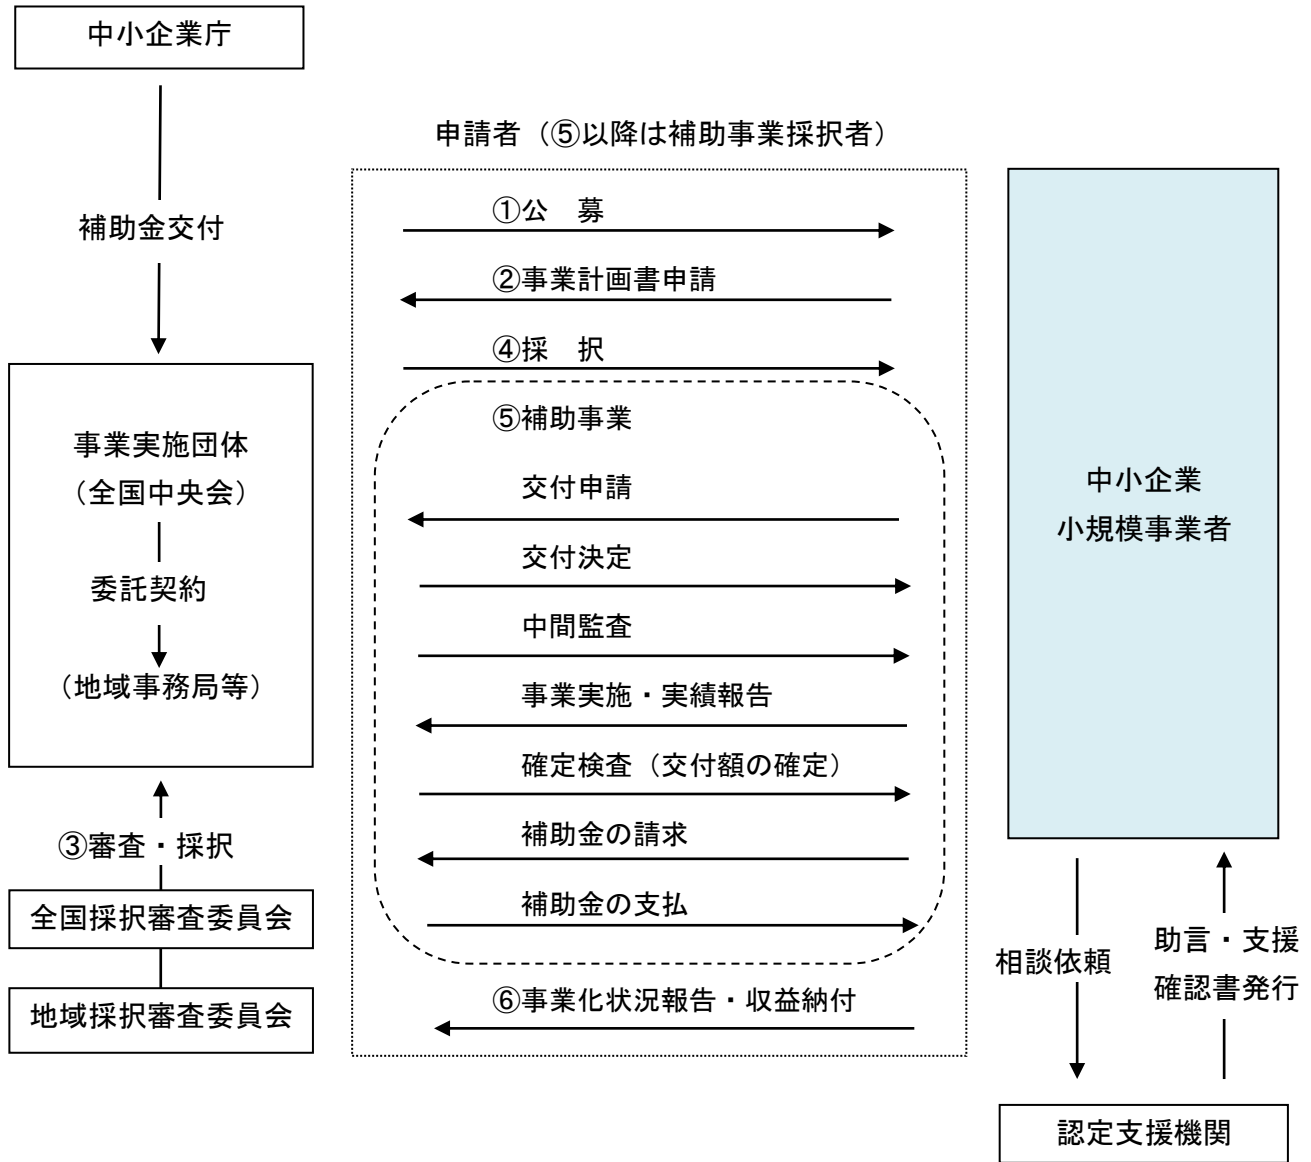 中小企業庁
補助金交付
事業実施団体
（全国中央会）
委託契約
（地域事務局等）
③審査・採択
全国採択審査委員会
地域採択審査委員会
申請者（⑤以降は補助事業採択者）
①公　募
②事業計画書申請
④採　択
⑤補助事業
交付申請
交付決定
中間監査
事業実施・実績報告
確定検査（交付額の確定）
補助金の請求
補助金の支払
⑥事業化状況報告・収益納付
中小企業
小規模事業者
相談依頼
助言・支援
確認書発行
認定支援機関